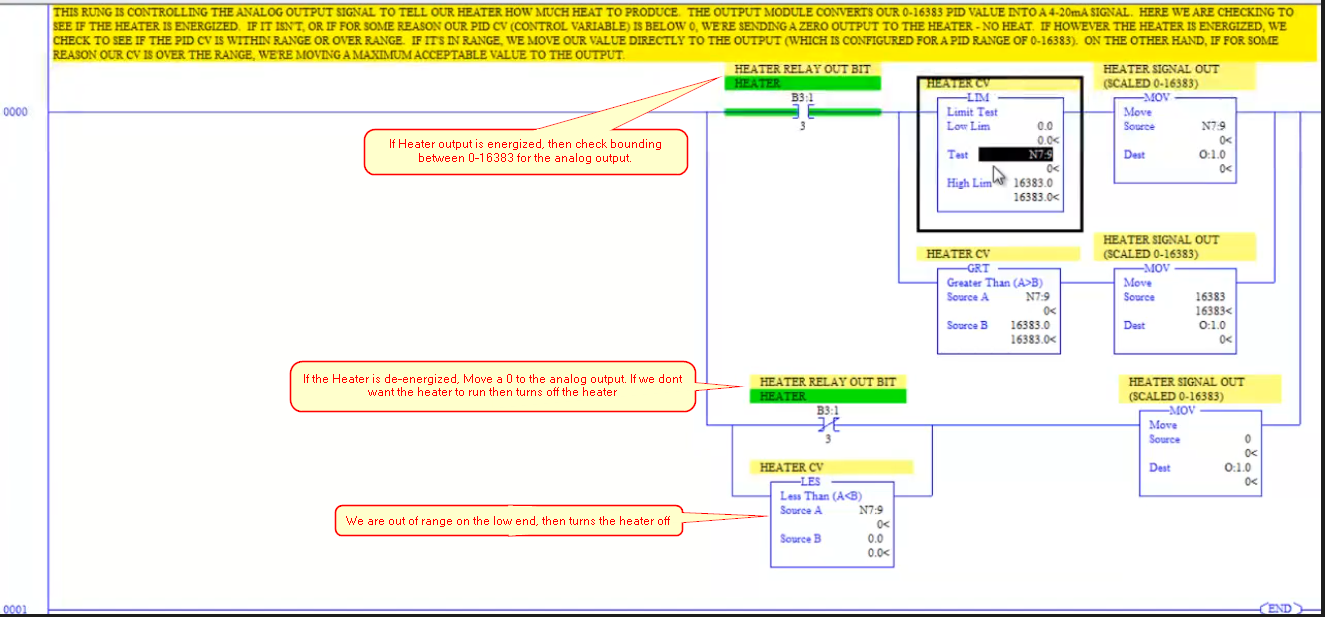 THIS RUNG IS CONTROLLING THE ANALOG OUTPUT SIGNAL TO TELL OUR HEATER HOW MUCH HEAT TO PRODUCE. THE OUTPUT MODULE CONVERTS OUR 0-16383 PID VALUE INTO A 4-20mA SIGNAL. HERE WE ARE CHECKING TO
SEE IF THE HEATER IS ENERGIZED. IF IT ISN'T, OR IF FOR SOME REASON OUR PID CV (CONTROL VARIABLE) IS BELOW 0, WE'RE SENDING A ZERO OUTPUT TO THE HEATER - NO HEAT. IF HOWEVER THE HEATER IS ENERGIZED, WE
CHECK TO SEE IF THE PID CV IS WITHIN RANGE OR OVER RANGE. IF IT'S IN RANGE, WE MOVE OUR VALUE DIRECTLY TO THE OUTPUT (WHICH IS CONFIGURED FOR A PID RANGE OF 0-16383). ON THE OTHER HAND, IF FOR SOME
REASON OUR CV IS OVER THE RANGE, WE'RE MOVING A MAXIMUM ACCEPTABLE VALUE TO THE OUTPUT.
0000
HEATER RELAY OUT BIT
HEATER
B3:1
3
If Heater output is energized, then check bounding
between 0-16383 for the analog output.
HEATER CV
LIM
Limit Test
Low Lim 0.0
0.0<
Test N7:9
0<
High Lim 16383.0
16383.0<
HEATER SIGNAL OUT
(SCALED 0-16383)
MOV
Move
Source N7:9
0<
Dest O:1.0
0<
HEATER CV
GRT
Greater Than (A>B)
Source A N7:9
0<
Source B 16383.0
16383.0<
HEATER SIGNAL OUT
(SCALED 0-16383)
MOV
Move
Source 16383
16383<
Dest O:1.0
0<
If the Heater is de-energized, Move a 0 to the analog output. If we dont
want the heater to run then turns off the heater
HEATER RELAY OUT BIT
HEATER
B3:1
3
HEATER SIGNAL OUT
(SCALED 0-16383)
MOV
Move
Source 0
0<
Dest O:1.0
0<
HEATER CV
LES
Less Than (A<B)
Source A N7:9
0<
Source B 0.0
0.0<
We are out of range on the low end, then turns the heater off
0001
END